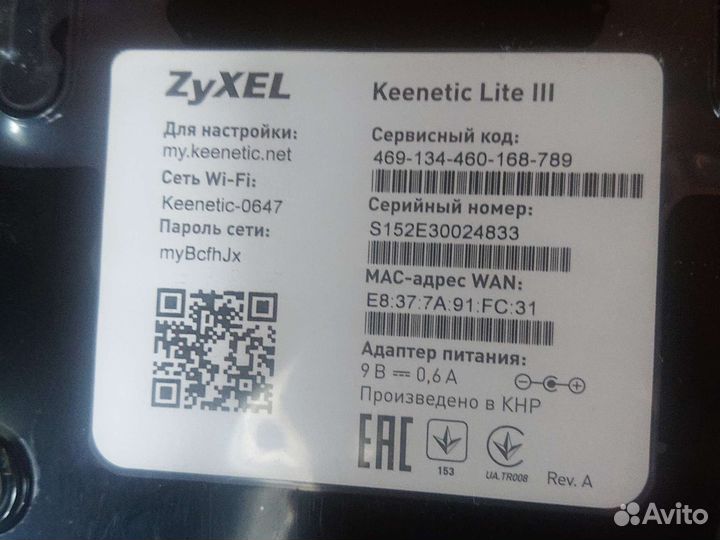 ZyXEL
Для настройки:
my.keenetic.net
Сеть Wi-Fi:
Keenetic-0647
Пароль сети:
myBcfhJx
Keenetic Lite III
Сервисный код:
469-134-460-168-789
Серийный номер:
S152E30024833
MAC-адрес WAN:
E8:37:7A:91:FC:31
Адаптер питания:
9 В 0,6 А
Произведено в КНР
EAC
153
UA.TR008
Rev. A
Avito